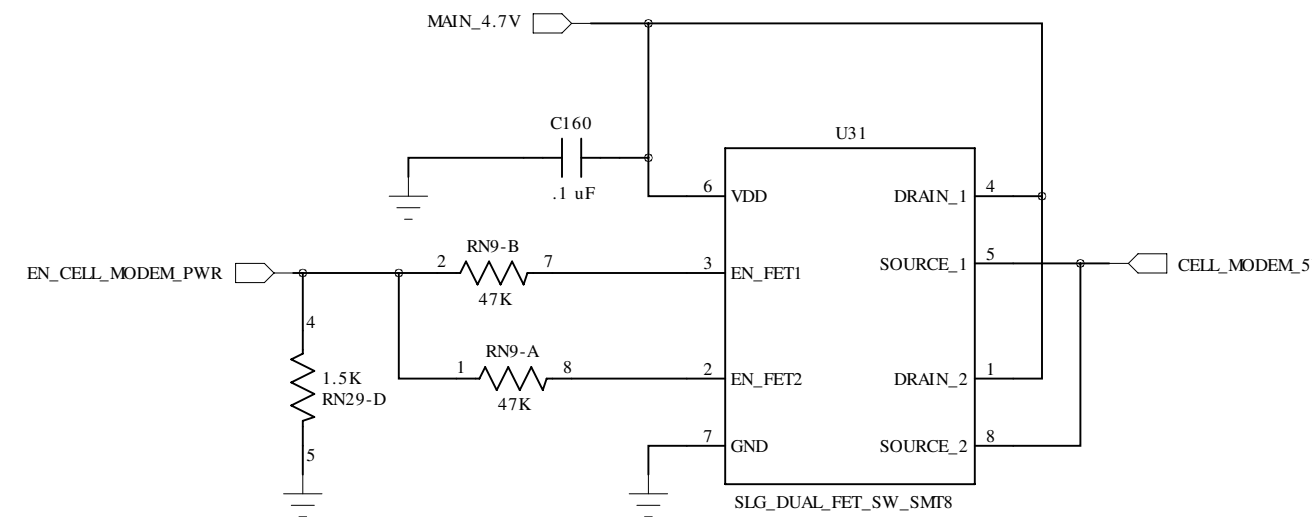 MAIN_4.7V
C160
.1 uF
U31
6
VDD
DRAIN_1
4
RN9-B
EN_CELL_MODEM_PWR
2
7
47K
3
EN_FET1
SOURCE_1
5
CELL_MODEM_5
4
1.5K
RN29-D
5
RN9-A
1
8
47K
2
EN_FET2
DRAIN_2
1
7
GND
SOURCE_2
8
SLG_DUAL_FET_SW_SMT8